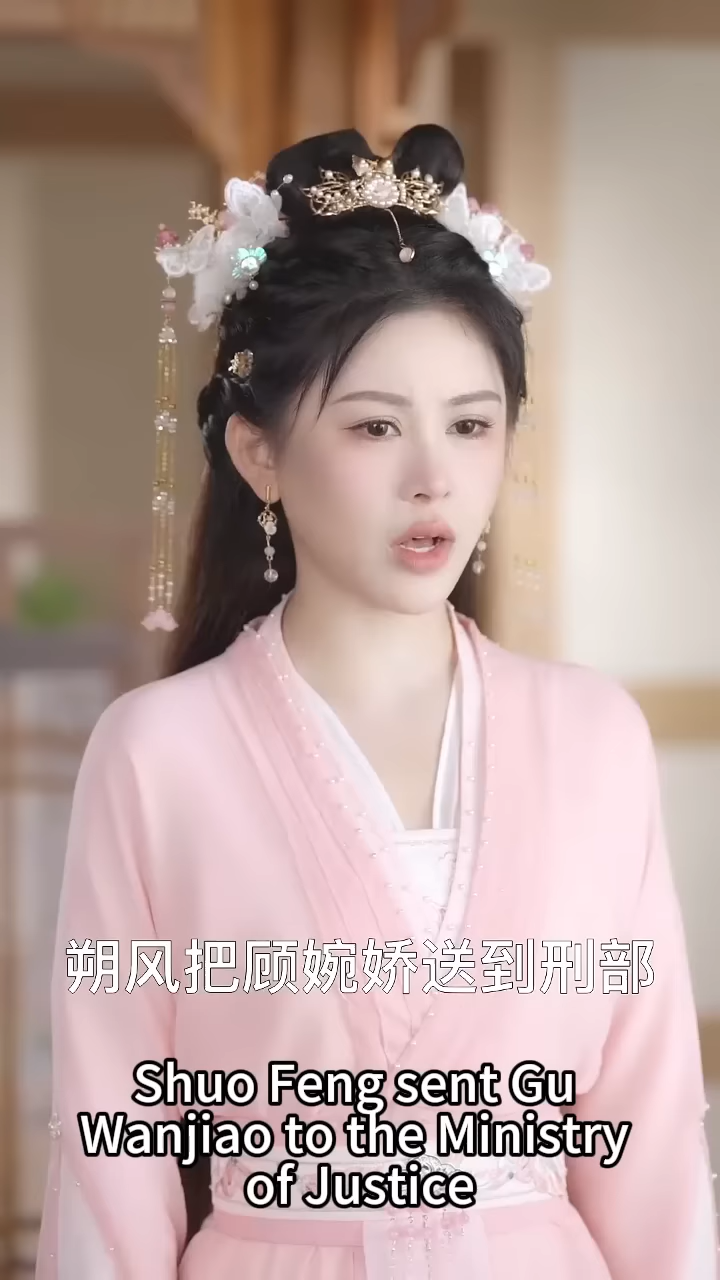 朔风把顾婉娇送到刑部
Shuo Feng sent Gu
Wanjiao to the Ministry
of Justice